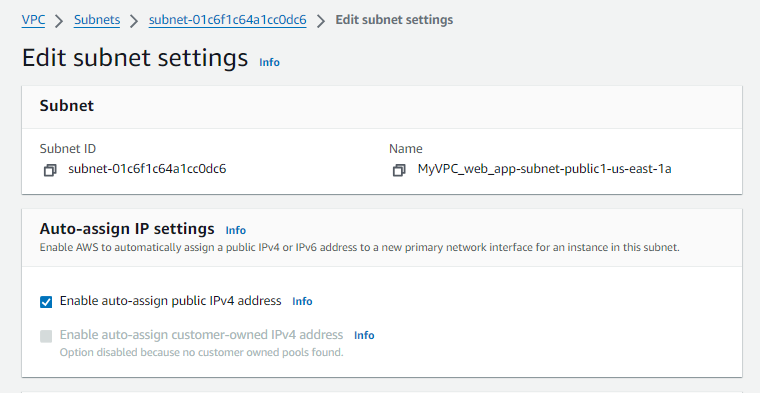 VPC > Subnets > subnet-01c6f1c64a1cc0dc6 > Edit subnet settings
Edit subnet settings Info
Subnet
Subnet ID Name
subnet-01c6f1c64a1cc0dc6 MyVPC_web_app-subnet-public1-us-east-1a
Auto-assign IP settings Info
Enable AWS to automatically assign a public IPv4 or IPv6 address to a new primary network interface for an instance in this subnet.
Enable auto-assign public IPv4 address Info
Enable auto-assign customer-owned IPv4 address Info
Option disabled because no customer owned pools found.